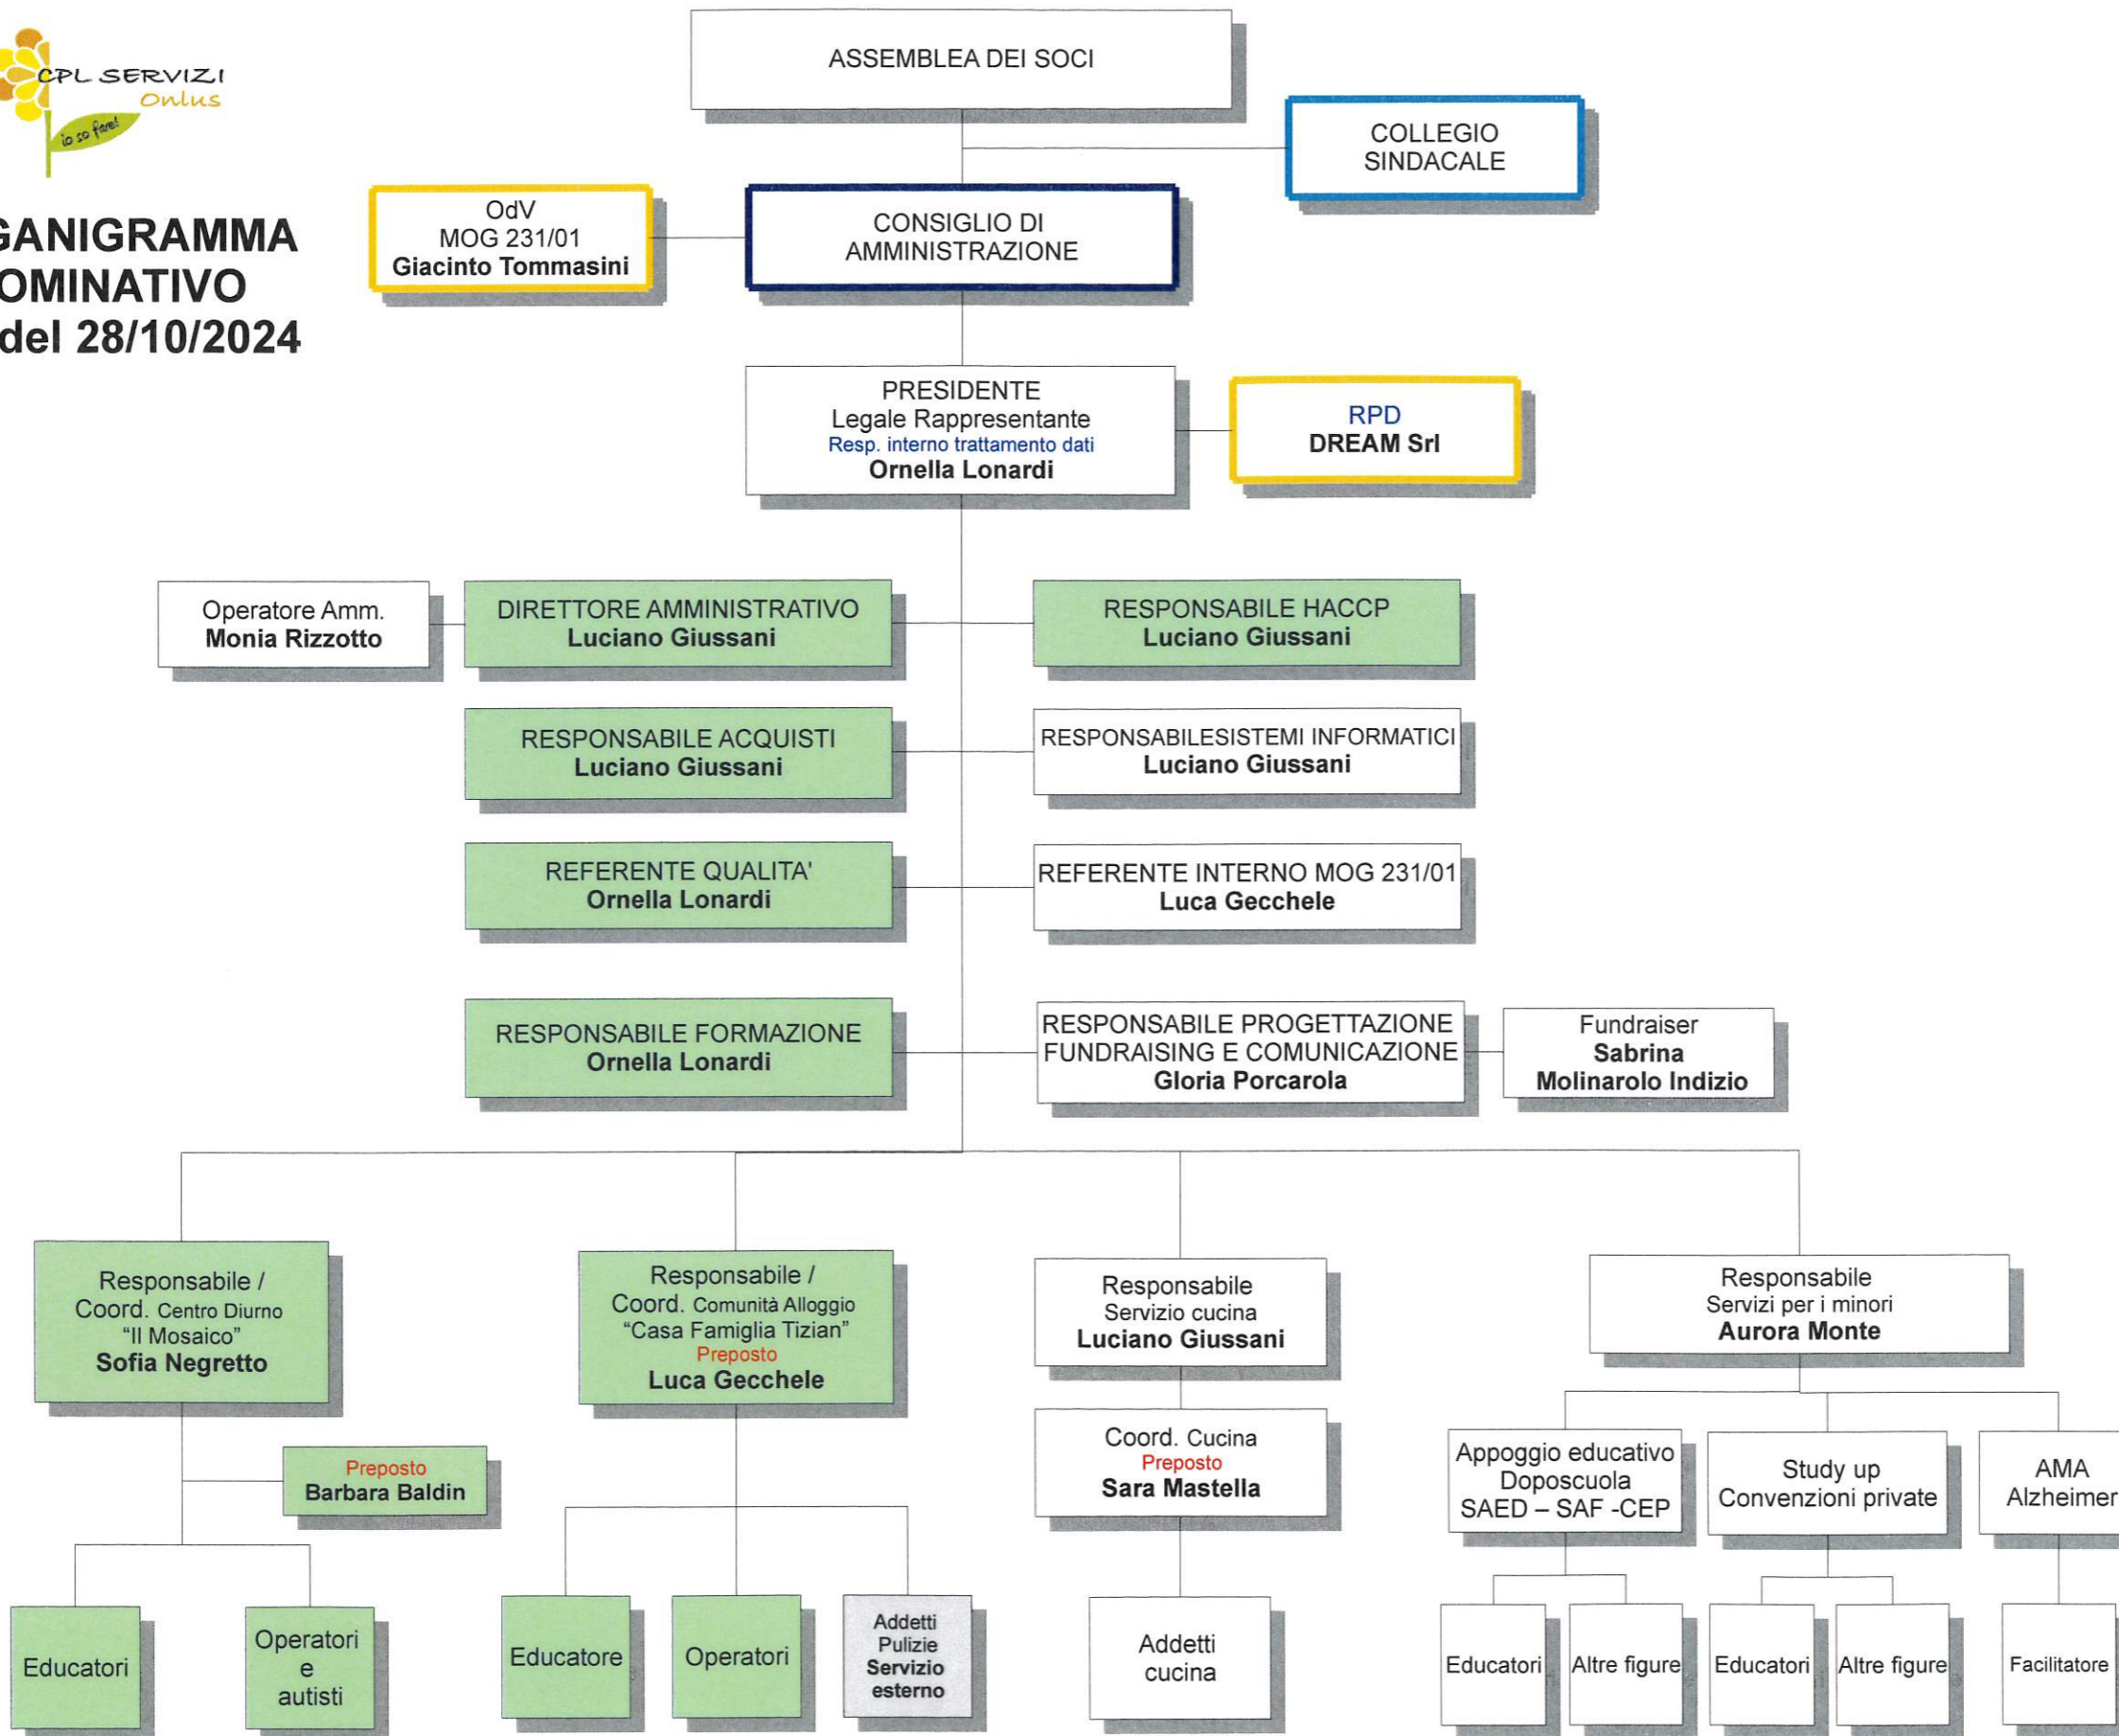 CPL SERVIZI
Onlus
io so fare!
GANIGRAMMA
OMINATIVO
del 28/10/2024
ASSEMBLEA DEI SOCI
COLLEGIO
SINDACALE
OdV
MOG 231/01
Giacinto Tommasini
CONSIGLIO DI
AMMINISTRAZIONE
PRESIDENTE
Legale Rappresentante
Resp. interno trattamento dati
Ornella Lonardi
RPD
DREAM Srl
Operatore Amm.
Monia Rizzotto
DIRETTORE AMMINISTRATIVO
Luciano Giussani
RESPONSABILE HACCP
Luciano Giussani
RESPONSABILE ACQUISTI
Luciano Giussani
RESPONSABILESISTEMI INFORMATICI
Luciano Giussani
REFERENTE QUALITA'
Ornella Lonardi
REFERENTE INTERNO MOG 231/01
Luca Gecchele
RESPONSABILE FORMAZIONE
Ornella Lonardi
RESPONSABILE PROGETTAZIONE
FUNDRAISING E COMUNICAZIONE
Gloria Porcarola
Fundraiser
Sabrina
Molinarolo Indizio
Responsabile /
Coord. Centro Diurno
“Il Mosaico”
Sofia Negretto
Responsabile /
Coord. Comunità Alloggio
“Casa Famiglia Tizian”
Preposto
Luca Gecchele
Responsabile
Servizio cucina
Luciano Giussani
Responsabile
Servizi per i minori
Aurora Monte
Preposto
Barbara Baldin
Coord. Cucina
Preposto
Sara Mastella
Appoggio educativo
Doposcuola
SAED – SAF -CEP
Study up
Convenzioni private
AMA
Alzheimer
Educatori
Operatori
e
autisti
Educatore
Operatori
Addetti
Pulizie
Servizio
esterno
Addetti
cucina
Educatori
Altre figure
Educatori
Altre figure
Facilitatore